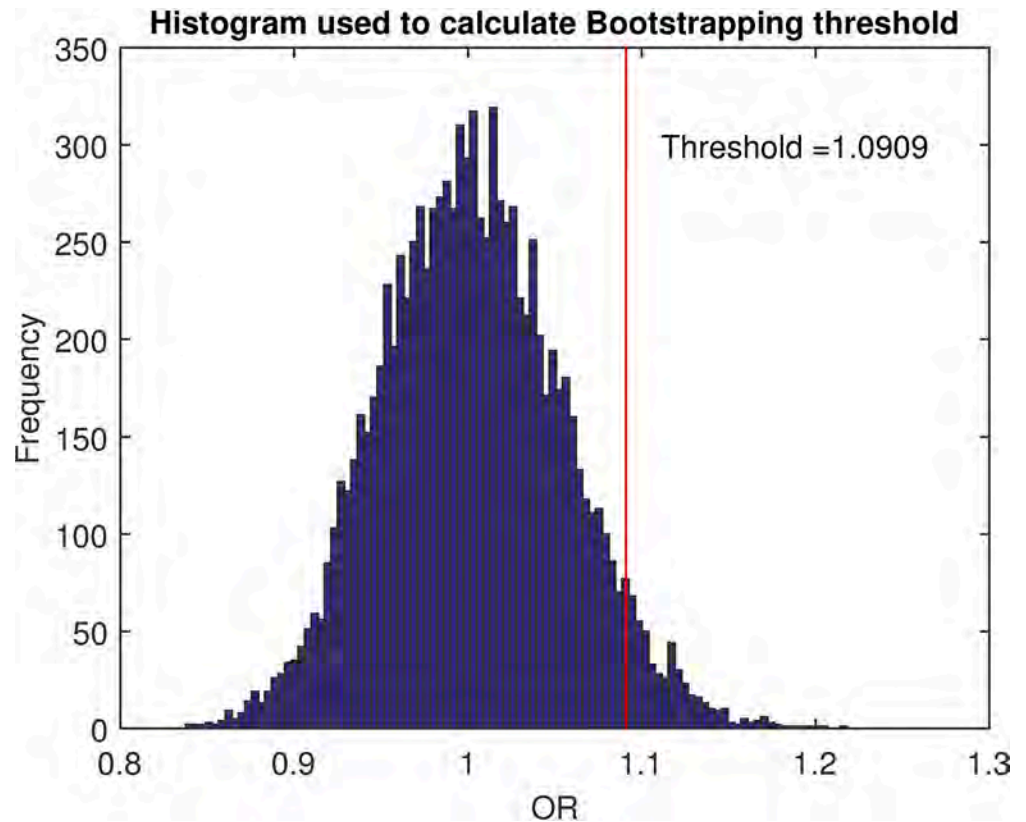 Histogram used to calculate Bootstrapping threshold
350
300
250
200
150
100
50
0
Frequency
Threshold =1.0909
0.8 0.9 1 1.1 1.2 1.3
OR